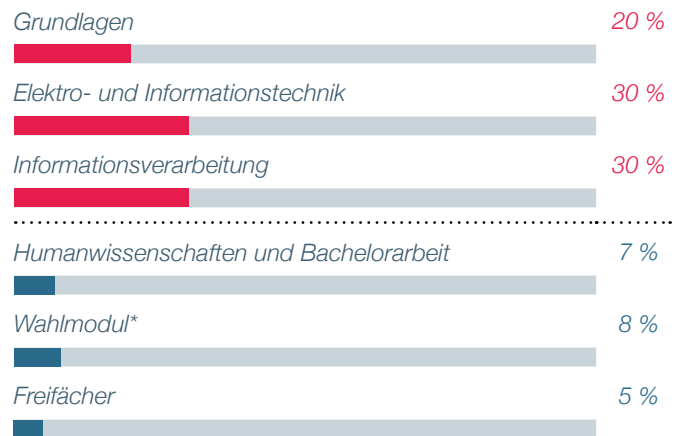 Grundlagen 20 %
Elektro- und Informationstechnik 30 %
Informationsverarbeitung 30 %
Humanwissenschaften und Bachelorarbeit 7 %
Wahlmodul* 8 %
Freifächer 5 %